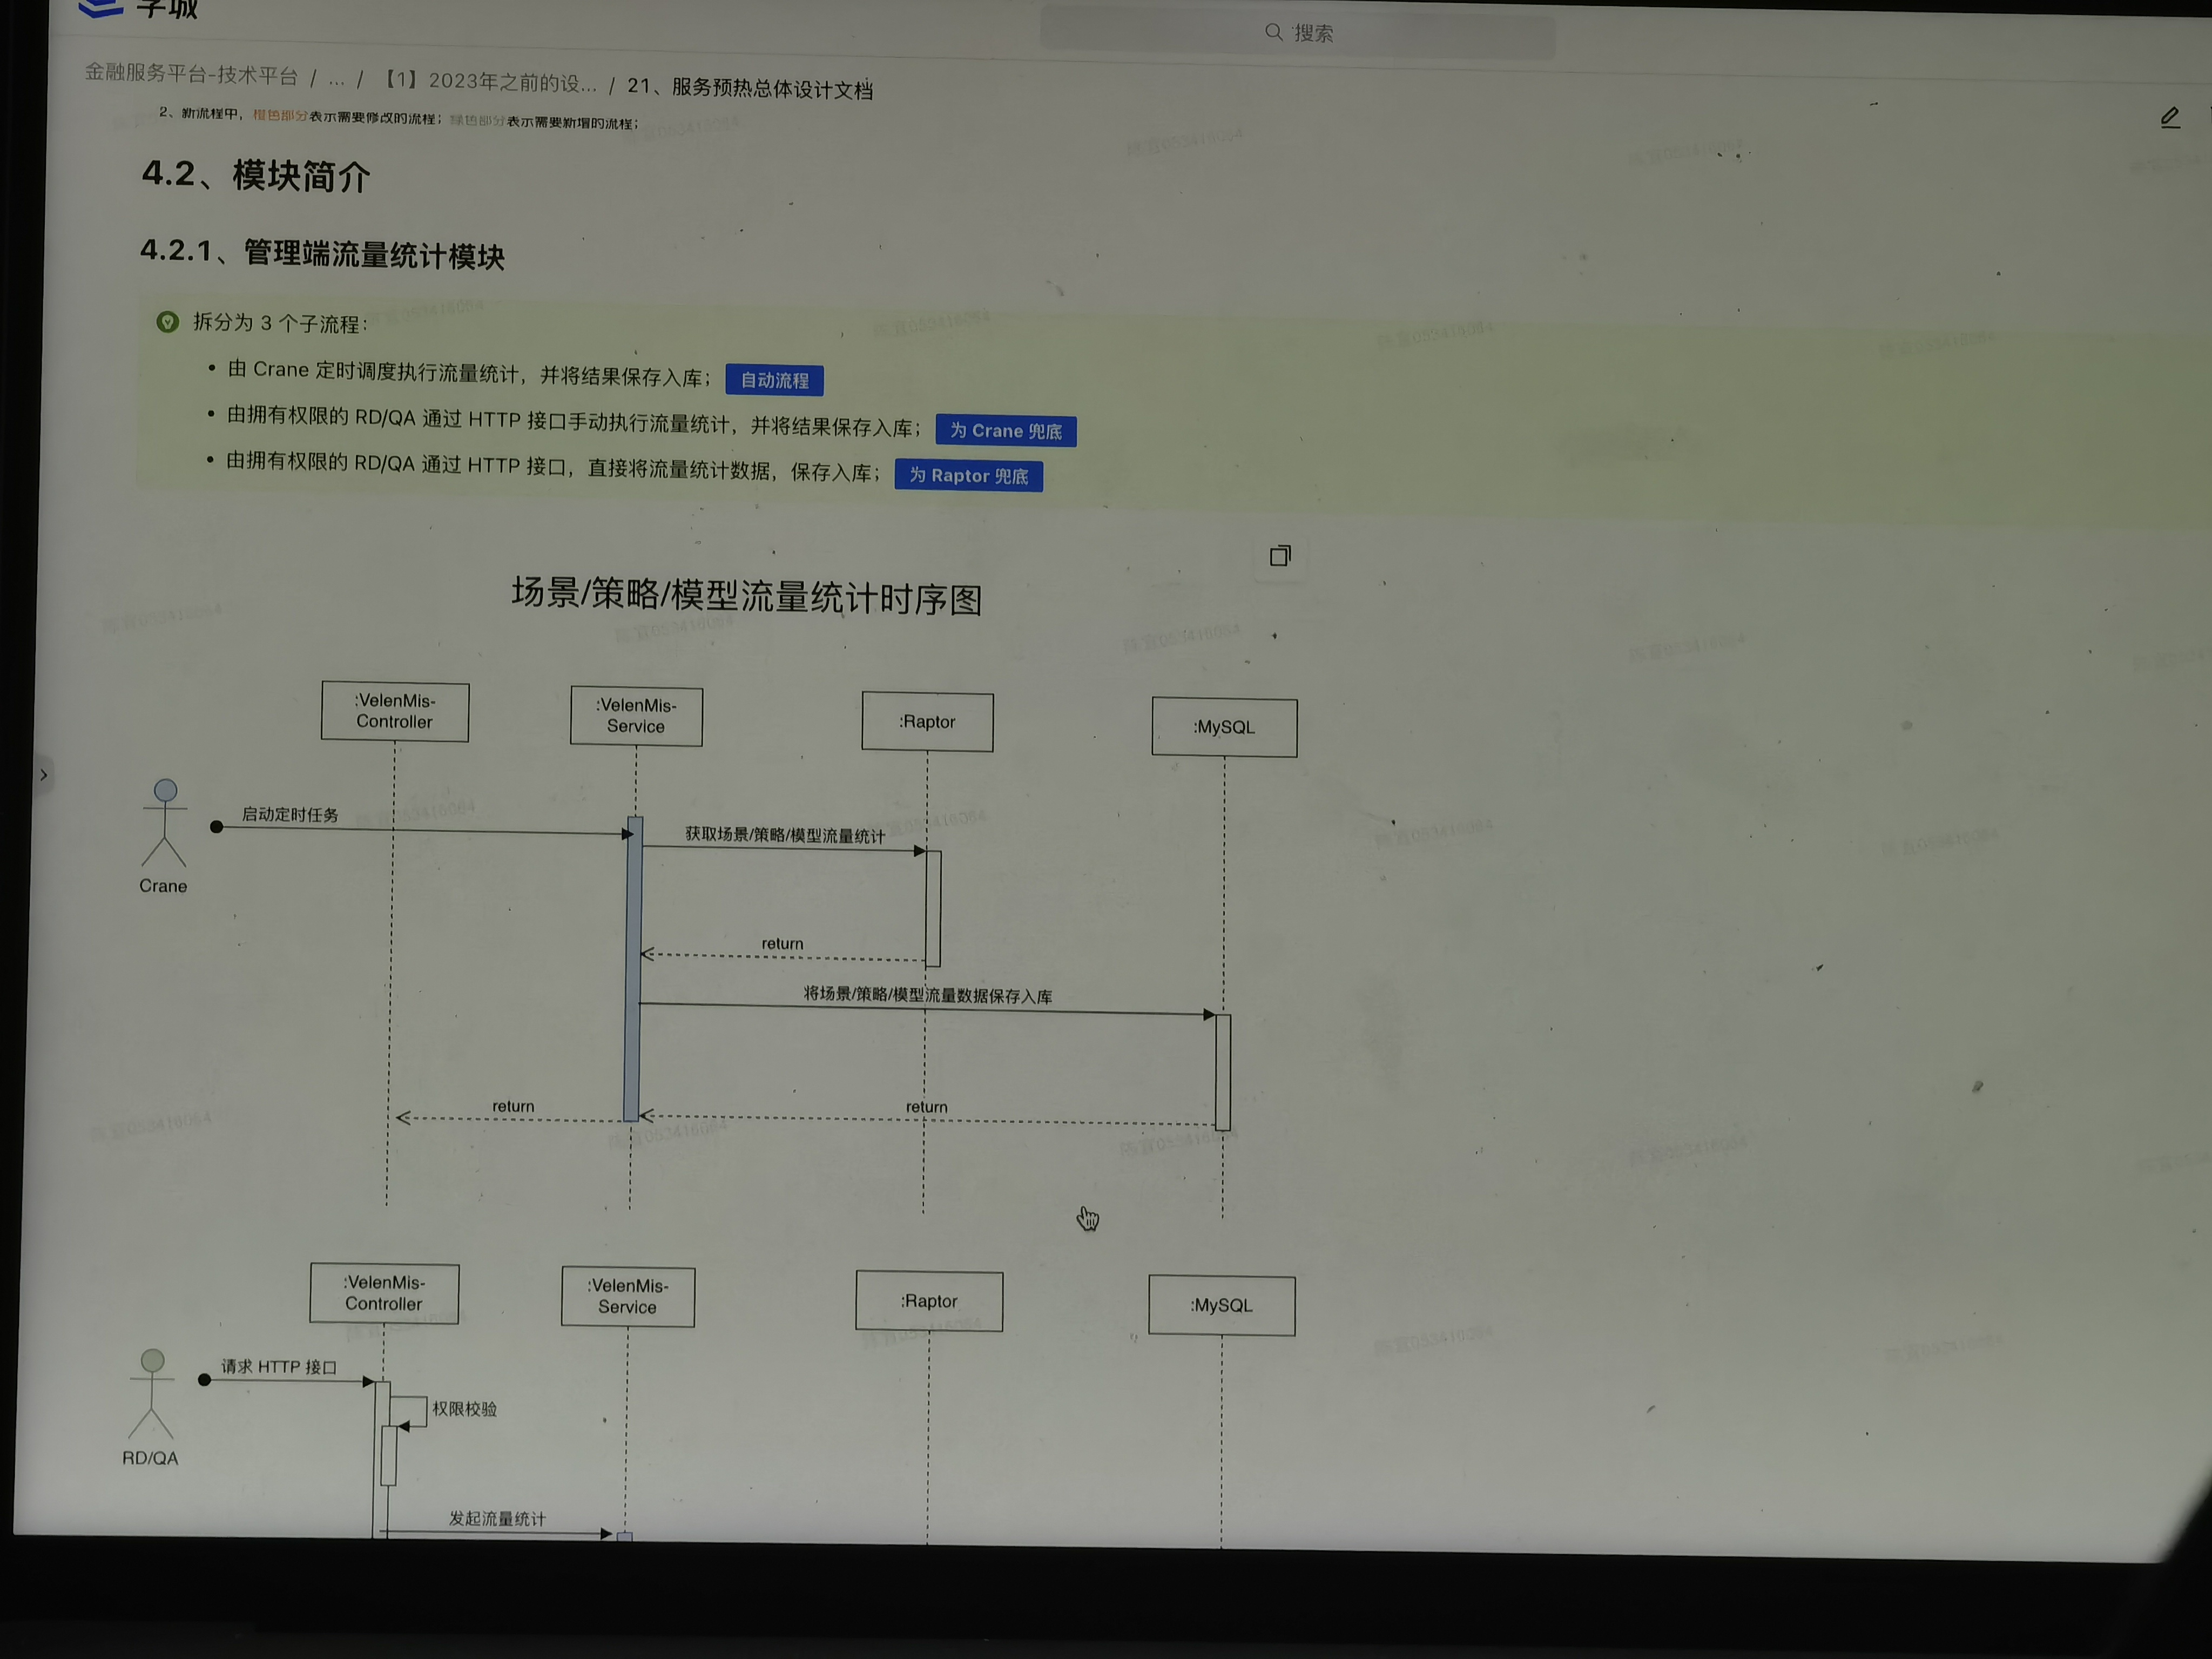 学城
搜索
金融服务平台-技术平台 / ... / 【1】2023年之前的设... / 21、服务预热总体设计文档
2、新流程中，橙色部分表示需要修改的流程；绿色部分表示需要新增的流程；
4.2、模块简介
4.2.1、管理端流量统计模块
拆分为 3 个子流程：
• 由 Crane 定时调度执行流量统计，并将结果保存入库； 自动流程
• 由拥有权限的 RD/QA 通过 HTTP 接口手动执行流量统计，并将结果保存入库； 为 Crane 兜底
• 由拥有权限的 RD/QA 通过 HTTP 接口，直接将流量统计数据，保存入库； 为 Raptor 兜底
场景/策略/模型流量统计时序图
:VelenMis-
Controller
:VelenMis-
Service
:Raptor
:MySQL
启动定时任务
获取场景/策略/模型流量统计
Crane
return
将场景/策略/模型流量数据保存入库
return
return
:VelenMis-
Controller
:VelenMis-
Service
:Raptor
:MySQL
请求 HTTP 接口
权限校验
RD/QA
发起流量统计